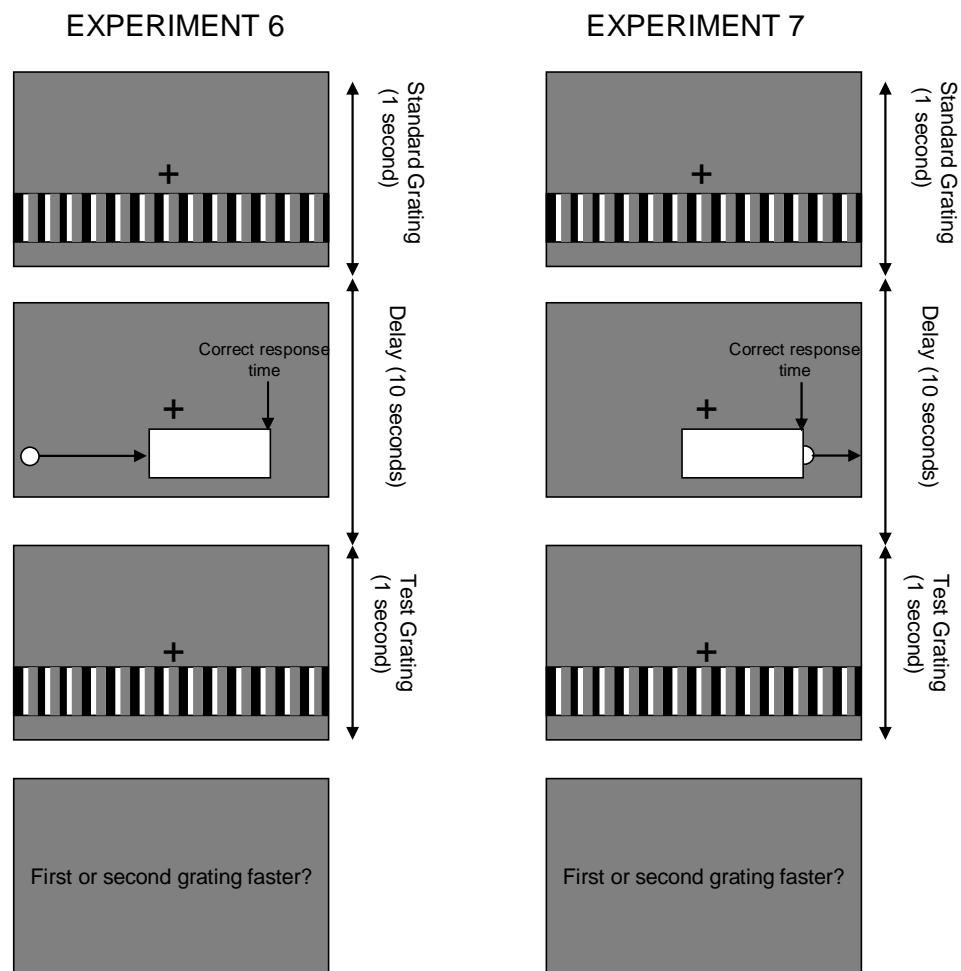 EXPERIMENT 6
Standard Grating
(1 second)
Correct response
time
Delay (10 seconds)
Test Grating
(1 second)
First or second grating faster?
EXPERIMENT 7
Standard Grating
(1 second)
Correct response
time
Delay (10 seconds)
Test Grating
(1 second)
First or second grating faster?